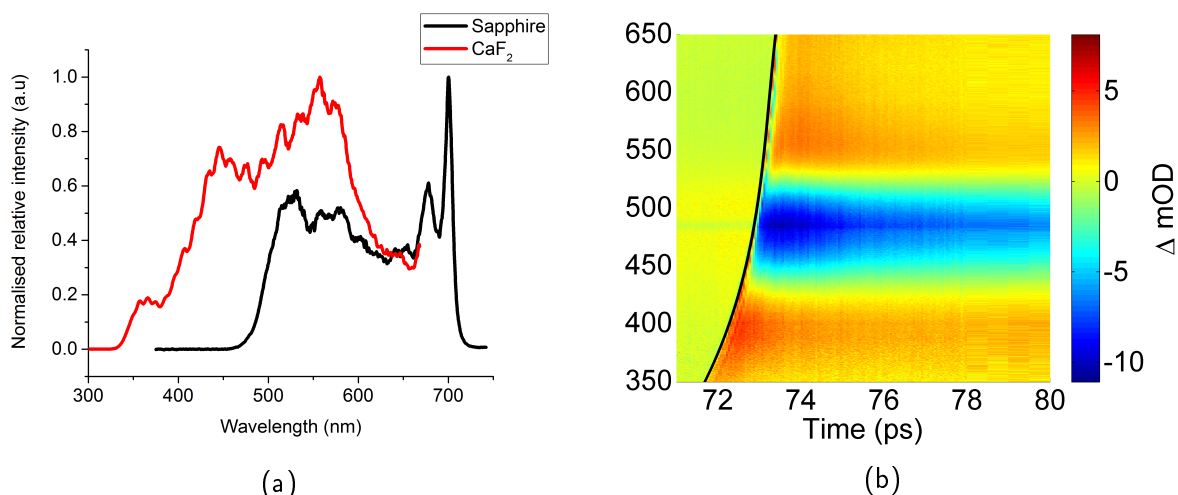 Sapphire
CaF2
Normalised relative intensity (a.u)
1.0
0.8
0.6
0.4
0.2
0.0
300 400 500 600 700
Wavelength (nm)
(a)
650
600
550
500
450
400
350
72 74 76 78 80
Time (ps)
5
0
-5
-10
Δ mOD
(b)